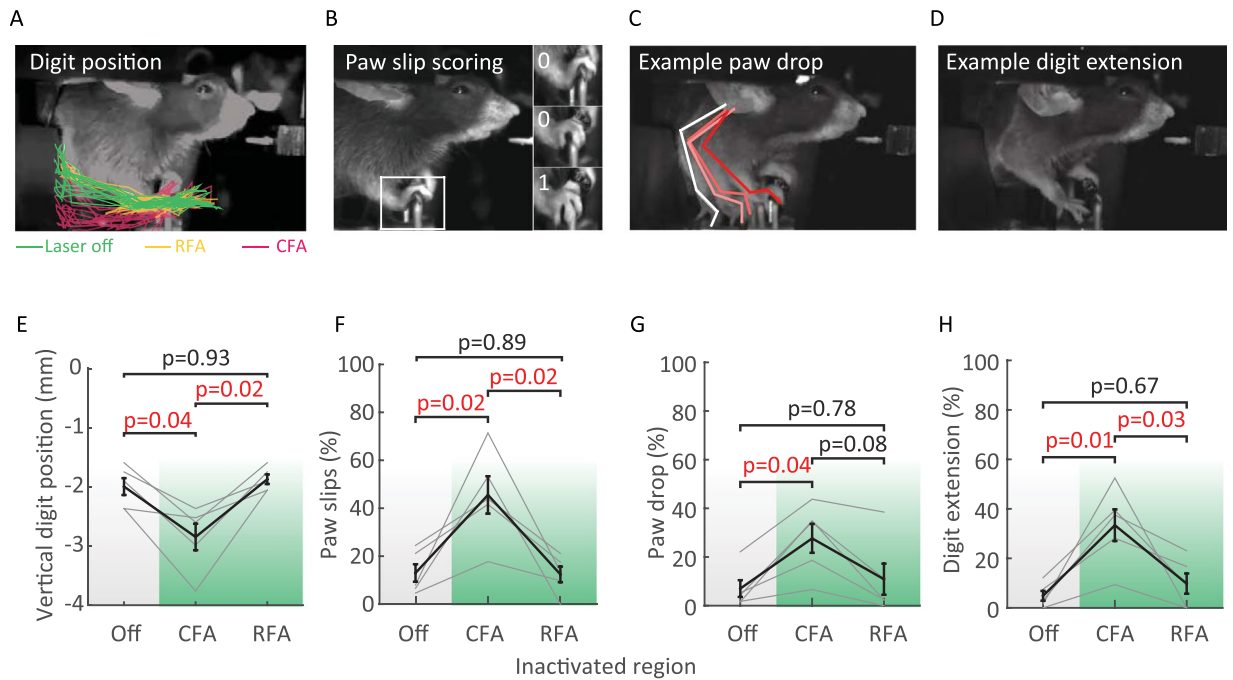 A
B
C
D
Digit position
Paw slip scoring
0
0
1
Example paw drop
Example digit extension
Laser off
RFA
CFA
E
Vertical digit position (mm)
0
-1
-2
-3
-4
p=0.93
p=0.02
p=0.04
Off
CFA
RFA
F
Paw slips (%)
100
80
60
40
20
0
p=0.89
p=0.02
p=0.02
Off
CFA
RFA
G
Paw drop (%)
100
80
60
40
20
0
p=0.78
p=0.08
p=0.04
Off
CFA
RFA
H
Digit extension (%)
100
80
60
40
20
0
p=0.67
p=0.03
p=0.01
Off
CFA
RFA
Inactivated region